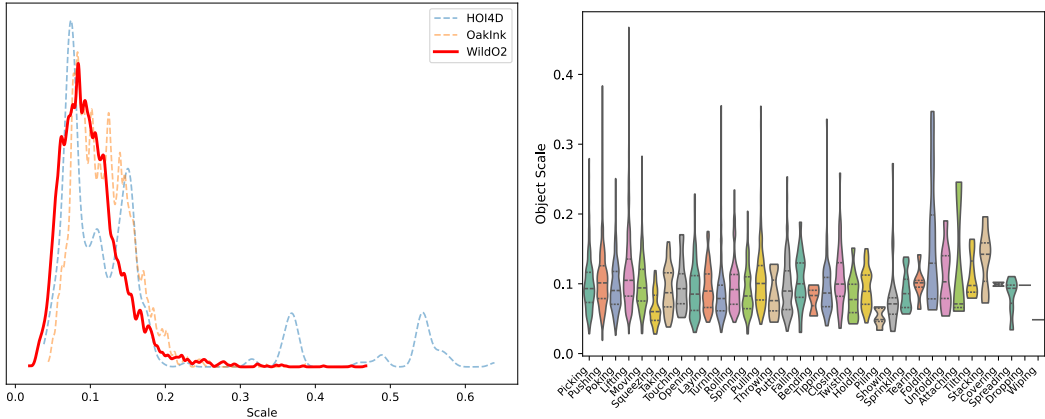 HOI4D
OakInk
WildO2
0.0 0.1 0.2 0.3 0.4 0.5 0.6
Scale
Object Scale
0.4
0.3
0.2
0.1
0.0
Picking
Pushing
Poking
Lifting
Moving
Squeezing
Taking
Touching
Opening
Laying
Turning
Rolling
Spinning
Pulling
Throwing
Putting
Falling
Bending
Tipping
Closing
Twisting
Holding
Piling
Showing
Sprinkling
Tearing
Folding
Unfolding
Attaching
Tilting
Stacking
Covering
Spreading
Dropping
Wiping